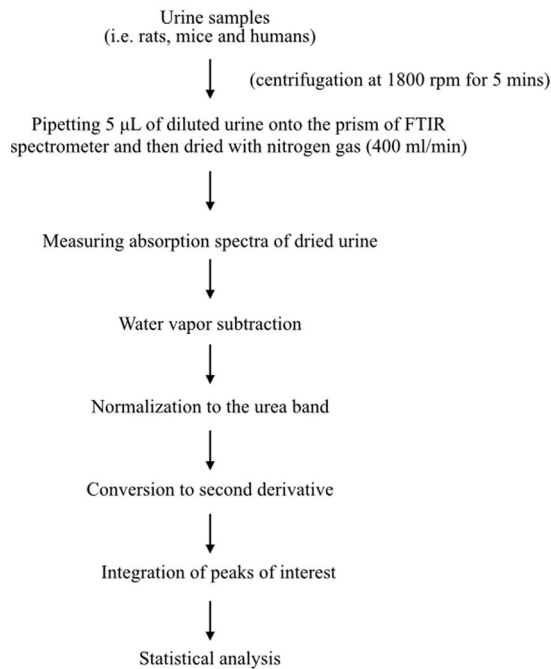 Urine samples
(i.e. rats, mice and humans)
(centrifugation at 1800 rpm for 5 mins)
Pipetting 5 μL of diluted urine onto the prism of FTIR
spectrometer and then dried with nitrogen gas (400 ml/min)
Measuring absorption spectra of dried urine
Water vapor subtraction
Normalization to the urea band
Conversion to second derivative
Integration of peaks of interest
Statistical analysis